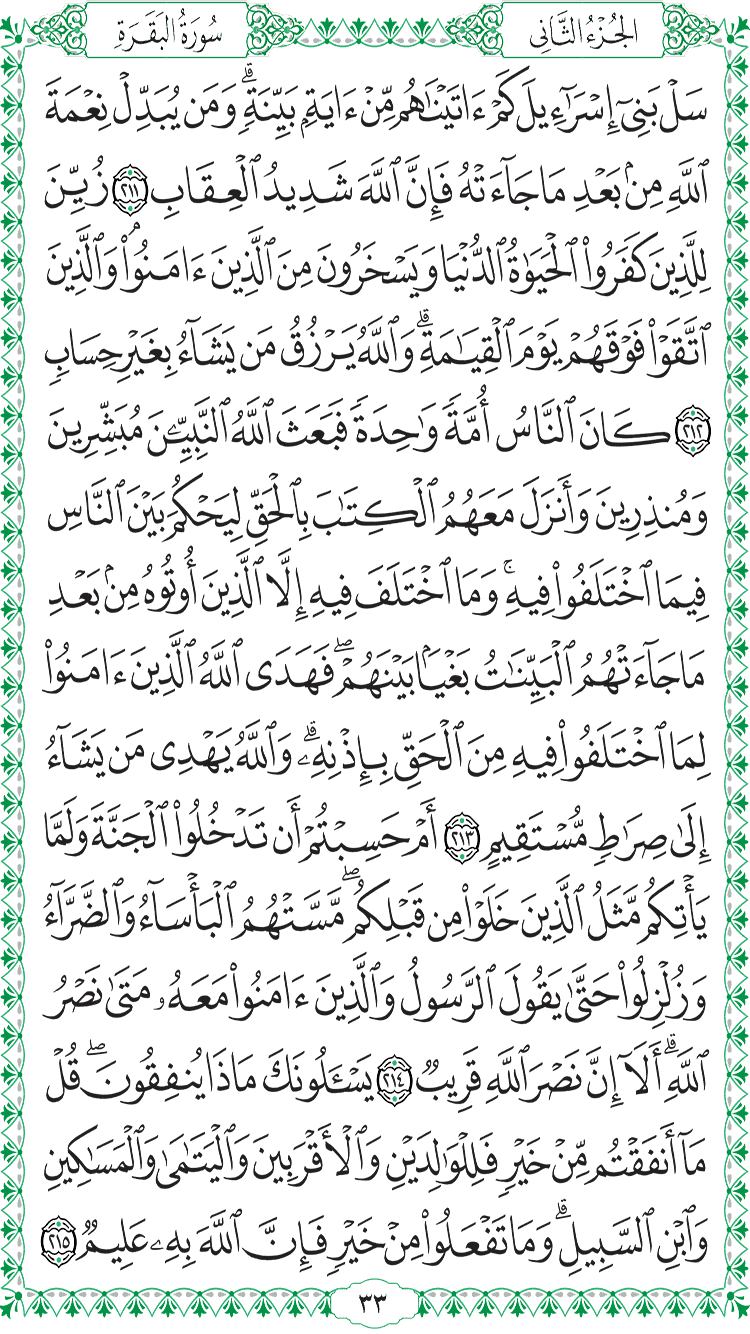 الجُزْءُ الثَّانِي
سُورَةُ البَقَرَةِ
سَلۡ بَنِيٓ إِسۡرَٰٓءِيلَ كَمۡ ءَاتَيۡنَٰهُم مِّنۡ ءَايَةِۭ بَيِّنَةٖۗ وَمَن يُبَدِّلۡ نِعۡمَةَ
ٱللَّهِ مِنۢ بَعۡدِ مَا جَآءَتۡهُ فَإِنَّ ٱللَّهَ شَدِيدُ ٱلۡعِقَابِ ٢١١ زُيِّنَ
لِلَّذِينَ كَفَرُواْ ٱلۡحَيَوٰةُ ٱلدُّنۡيَا وَيَسۡخَرُونَ مِنَ ٱلَّذِينَ ءَامَنُواْۘ وَٱلَّذِينَ
ٱتَّقَوۡاْ فَوۡقَهُمۡ يَوۡمَ ٱلۡقِيَٰمَةِۗ وَٱللَّهُ يَرۡزُقُ مَن يَشَآءُ بِغَيۡرِ حِسَابٖ
٢١٢ كَانَ ٱلنَّاسُ أُمَّةٗ وَٰحِدَةٗ فَبَعَثَ ٱللَّهُ ٱلنَّبِيِّـۧنَ مُبَشِّرِينَ
وَمُنذِرِينَ وَأَنزَلَ مَعَهُمُ ٱلۡكِتَٰبَ بِٱلۡحَقِّ لِيَحۡكُمَ بَيۡنَ ٱلنَّاسِ
فِيمَا ٱخۡتَلَفُواْ فِيهِۚ وَمَا ٱخۡتَلَفَ فِيهِ إِلَّا ٱلَّذِينَ أُوتُوهُ مِنۢ بَعۡدِ
مَا جَآءَتۡهُمُ ٱلۡبَيِّنَٰتُ بَغۡيَۢا بَيۡنَهُمۡۖ فَهَدَى ٱللَّهُ ٱلَّذِينَ ءَامَنُواْ
لِمَا ٱخۡتَلَفُواْ فِيهِ مِنَ ٱلۡحَقِّ بِإِذۡنِهِۦۗ وَٱللَّهُ يَهۡدِي مَن يَشَآءُ
إِلَىٰ صِرَٰطٖ مُّسۡتَقِيمٍ ٢١٣ أَمۡ حَسِبۡتُمۡ أَن تَدۡخُلُواْ ٱلۡجَنَّةَ وَلَمَّا
يَأۡتِكُم مَّثَلُ ٱلَّذِينَ خَلَوۡاْ مِن قَبۡلِكُمۖ مَّسَّتۡهُمُ ٱلۡبَأۡسَآءُ وَٱلضَّرَّآءُ
وَزُلۡزِلُواْ حَتَّىٰ يَقُولَ ٱلرَّسُولُ وَٱلَّذِينَ ءَامَنُواْ مَعَهُۥ مَتَىٰ نَصۡرُ
ٱللَّهِۗ أَلَآ إِنَّ نَصۡرَ ٱللَّهِ قَرِيبٞ ٢١٤ يَسۡـَٔلُونَكَ مَاذَا يُنفِقُونَۖ قُلۡ
مَآ أَنفَقۡتُم مِّنۡ خَيۡرٖ فَلِلۡوَٰلِدَيۡنِ وَٱلۡأَقۡرَبِينَ وَٱلۡيَتَٰمَىٰ وَٱلۡمَسَٰكِينِ
وَٱبۡنِ ٱلسَّبِيلِۗ وَمَا تَفۡعَلُواْ مِنۡ خَيۡرٖ فَإِنَّ ٱللَّهَ بِهِۦ عَلِيمٞ ٢١٥
٣٣